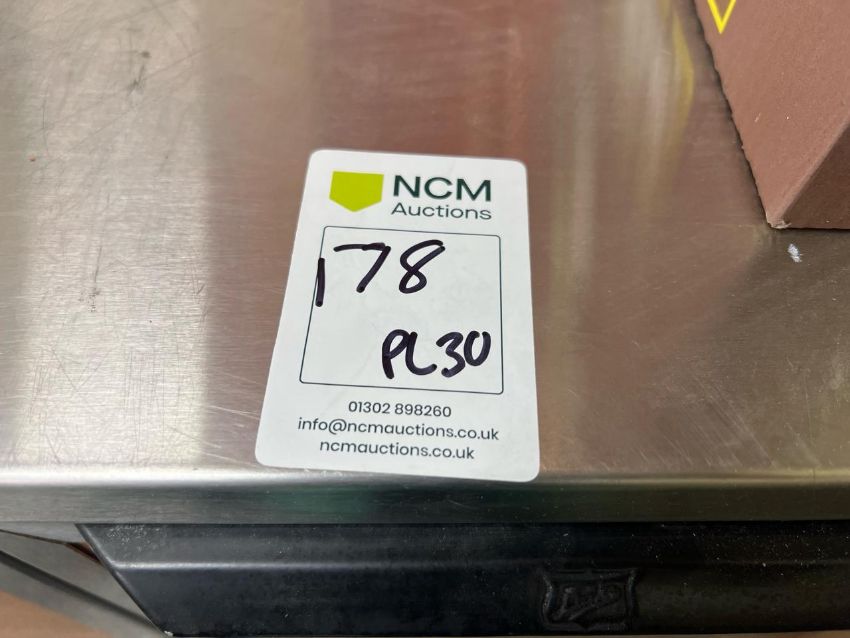 NCM
Auctions
178
PL30
01302 898260
info@ncmauctions.co.uk
ncmauctions.co.uk